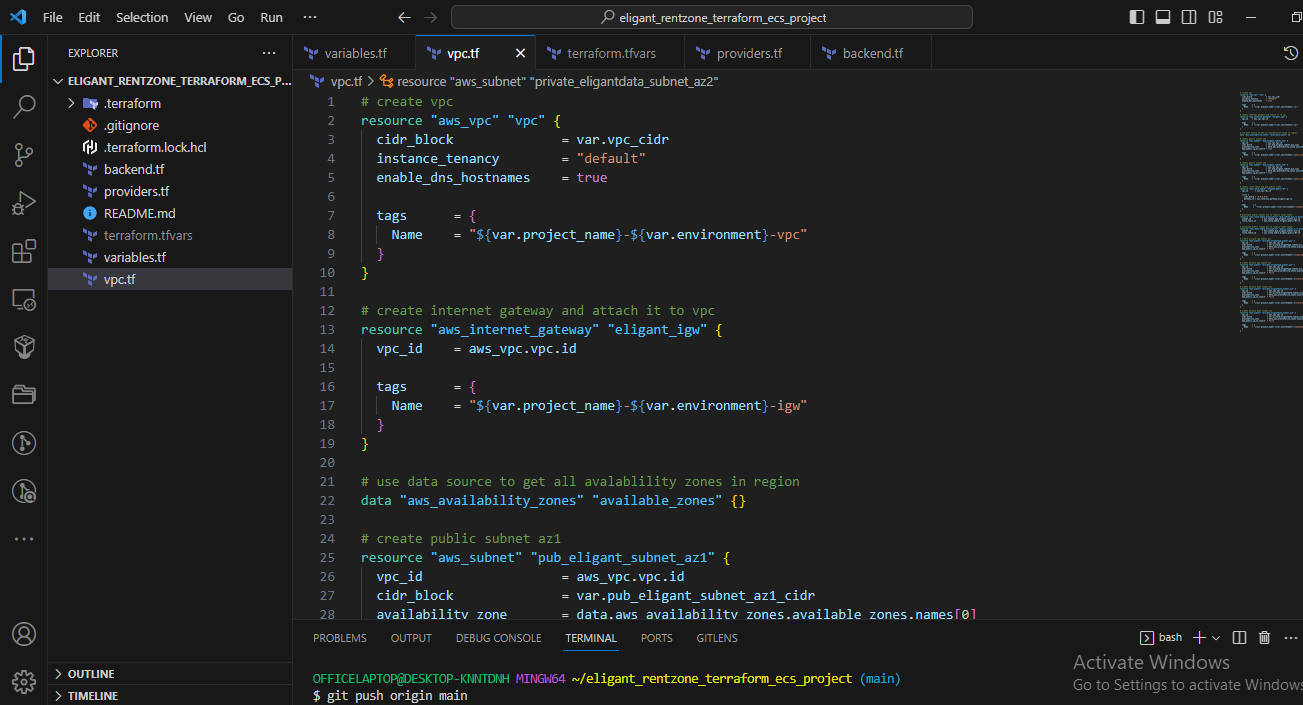 File Edit Selection View Go Run ··· eligant_rentzone_terraform_ecs_project
EXPLORER ···
ELIGANT_RENTZONE_TERRAFORM_ECS_P...
.terraform
.gitignore
.terraform.lock.hcl
backend.tf
providers.tf
README.md
terraform.tfvars
variables.tf
vpc.tf
OUTLINE
TIMELINE
variables.tf vpc.tf terraform.tfvars providers.tf backend.tf
vpc.tf > resource "aws_subnet" "private_eligantdata_subnet_az2"
1 # create vpc
2 resource "aws_vpc" "vpc" {
3   cidr_block              = var.vpc_cidr
4   instance_tenancy        = "default"
5   enable_dns_hostnames    = true
6
7   tags      = {
8     Name    = "${var.project_name}-${var.environment}-vpc"
9   }
10 }
11
12 # create internet gateway and attach it to vpc
13 resource "aws_internet_gateway" "eligant_igw" {
14   vpc_id    = aws_vpc.vpc.id
15
16   tags      = {
17     Name    = "${var.project_name}-${var.environment}-igw"
18   }
19 }
20
21 # use data source to get all avalablility zones in region
22 data "aws_availability_zones" "available_zones" {}
23
24 # create public subnet az1
25 resource "aws_subnet" "pub_eligant_subnet_az1" {
26   vpc_id                  = aws_vpc.vpc.id
27   cidr_block              = var.pub_eligant_subnet_az1_cidr
28   availability_zone       = data.aws_availability_zones.available_zones.names[0]
PROBLEMS OUTPUT DEBUG CONSOLE TERMINAL PORTS GITLENS bash
OFFICELAPTOP@DESKTOP-KNNTDNH MINGW64 ~/eligant_rentzone_terraform_ecs_project (main)
$ git push origin main
Activate Windows
Go to Settings to activate Windows